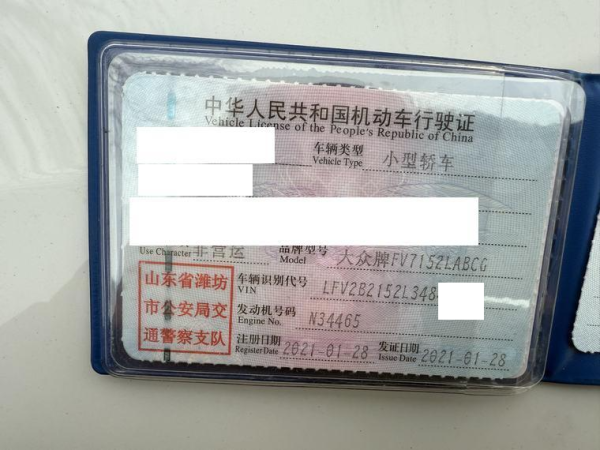 中华人民共和国机动车行驶证
Vehicle License of the People's Republic of China
车辆类型 小型轿车
Vehicle Type
Use Character 非营运
品牌型号 大众牌FV7152LABCG
Model
山东省潍坊
市公安局交
通警察支队
车辆识别代号 LFV2B2152L348
VIN
发动机号码 N34465
Engine No.
注册日期 2021-01-28
Register Date
发证日期 2021-01-28
Issue Date